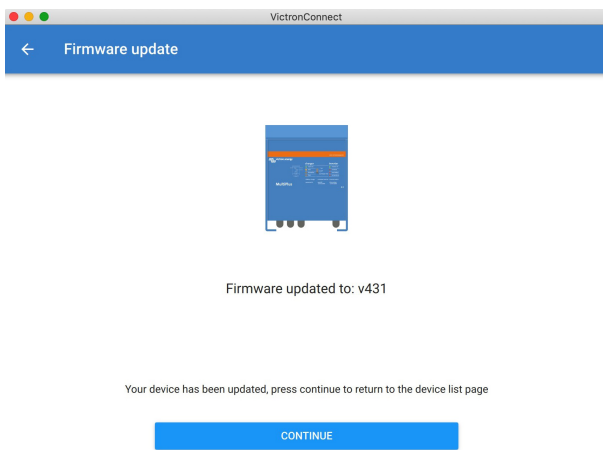 VictronConnect
Firmware update
MultiPlus
Firmware updated to: v431
Your device has been updated, press continue to return to the device list page
CONTINUE